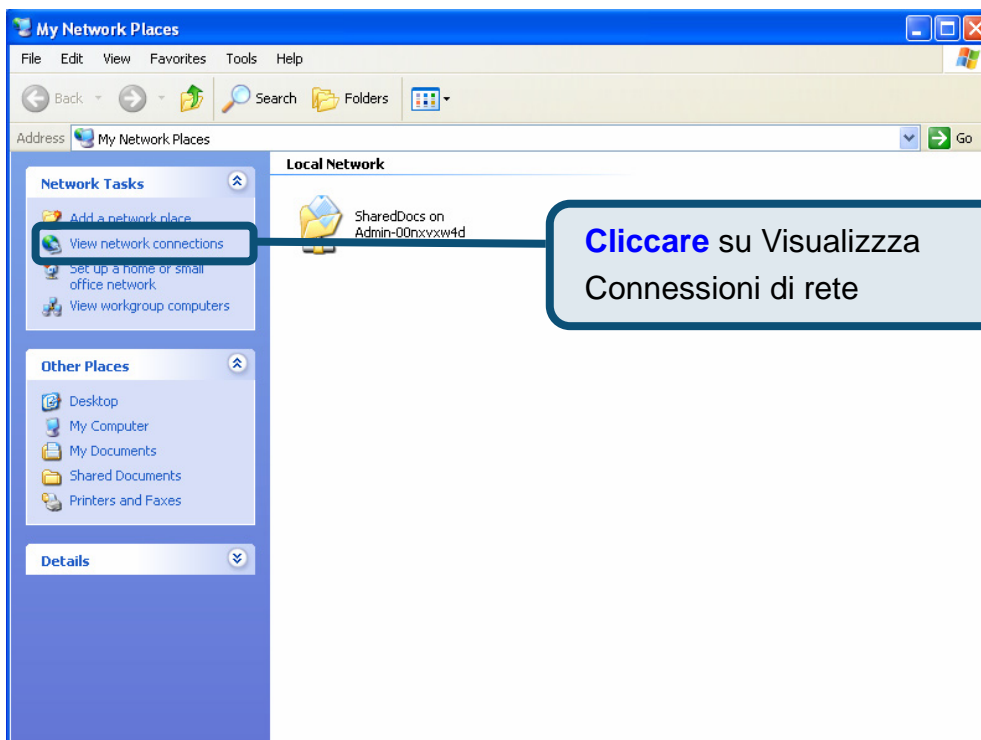 My Network Places
File Edit View Favorites Tools Help
Back Search Folders
Address My Network Places Go
Network Tasks
Add a network place
View network connections
Set up a home or small
office network
View workgroup computers
Other Places
Desktop
My Computer
My Documents
Shared Documents
Printers and Faxes
Details
Local Network
SharedDocs on
Admin-00nxvxw4d
Cliccare su Visualizzza
Connessioni di rete